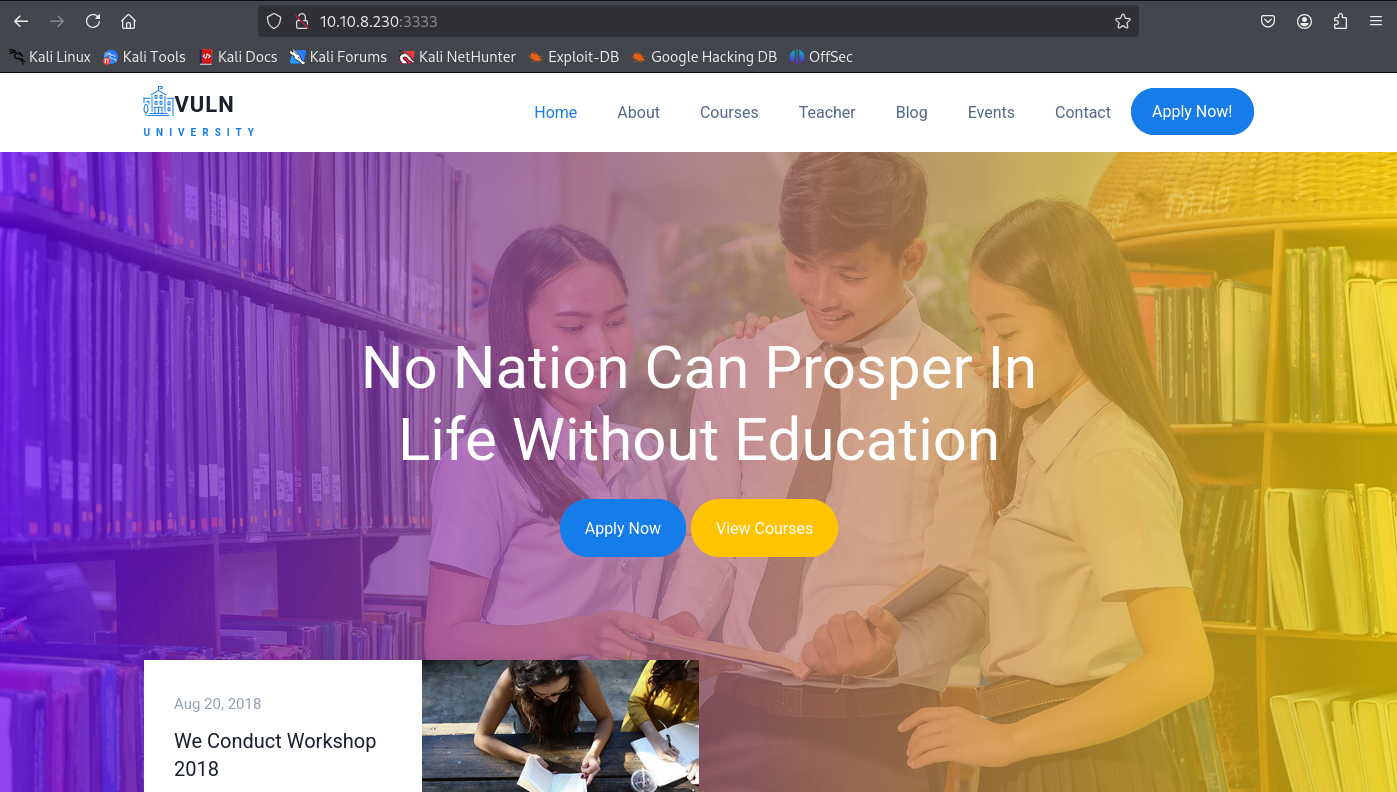 10.10.8.230:3333
Kali Linux Kali Tools Kali Docs Kali Forums Kali NetHunter Exploit-DB Google Hacking DB OffSec
VULN
UNIVERSITY
Home About Courses Teacher Blog Events Contact Apply Now!
No Nation Can Prosper In
Life Without Education
Apply Now View Courses
Aug 20, 2018
We Conduct Workshop
2018